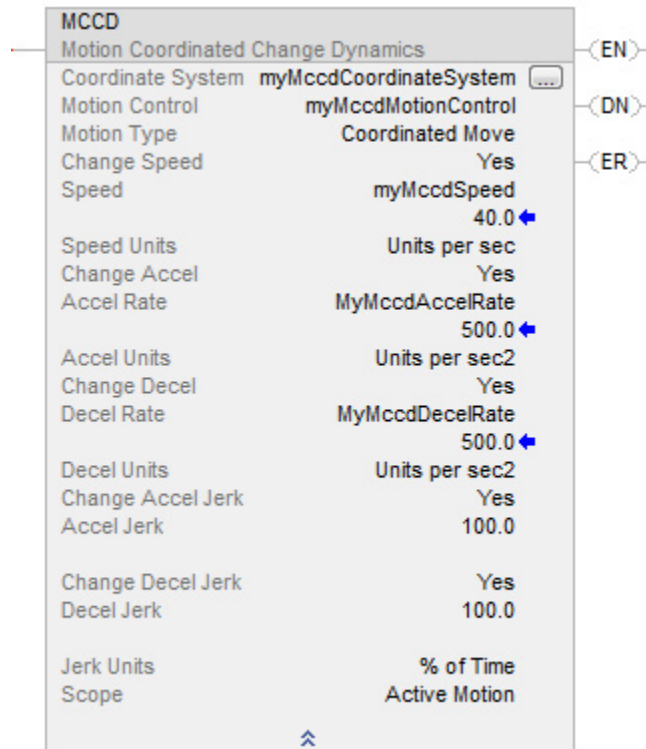 MCCD
Motion Coordinated Change Dynamics (EN)
Coordinate System myMccdCoordinateSystem ...
Motion Control myMccdMotionControl (DN)
Motion Type Coordinated Move
Change Speed Yes (ER)
Speed myMccdSpeed
40.0
Speed Units Units per sec
Change Accel Yes
Accel Rate MyMccdAccelRate
500.0
Accel Units Units per sec2
Change Decel Yes
Decel Rate MyMccdDecelRate
500.0
Decel Units Units per sec2
Change Accel Jerk Yes
Accel Jerk 100.0
Change Decel Jerk Yes
Decel Jerk 100.0
Jerk Units % of Time
Scope Active Motion